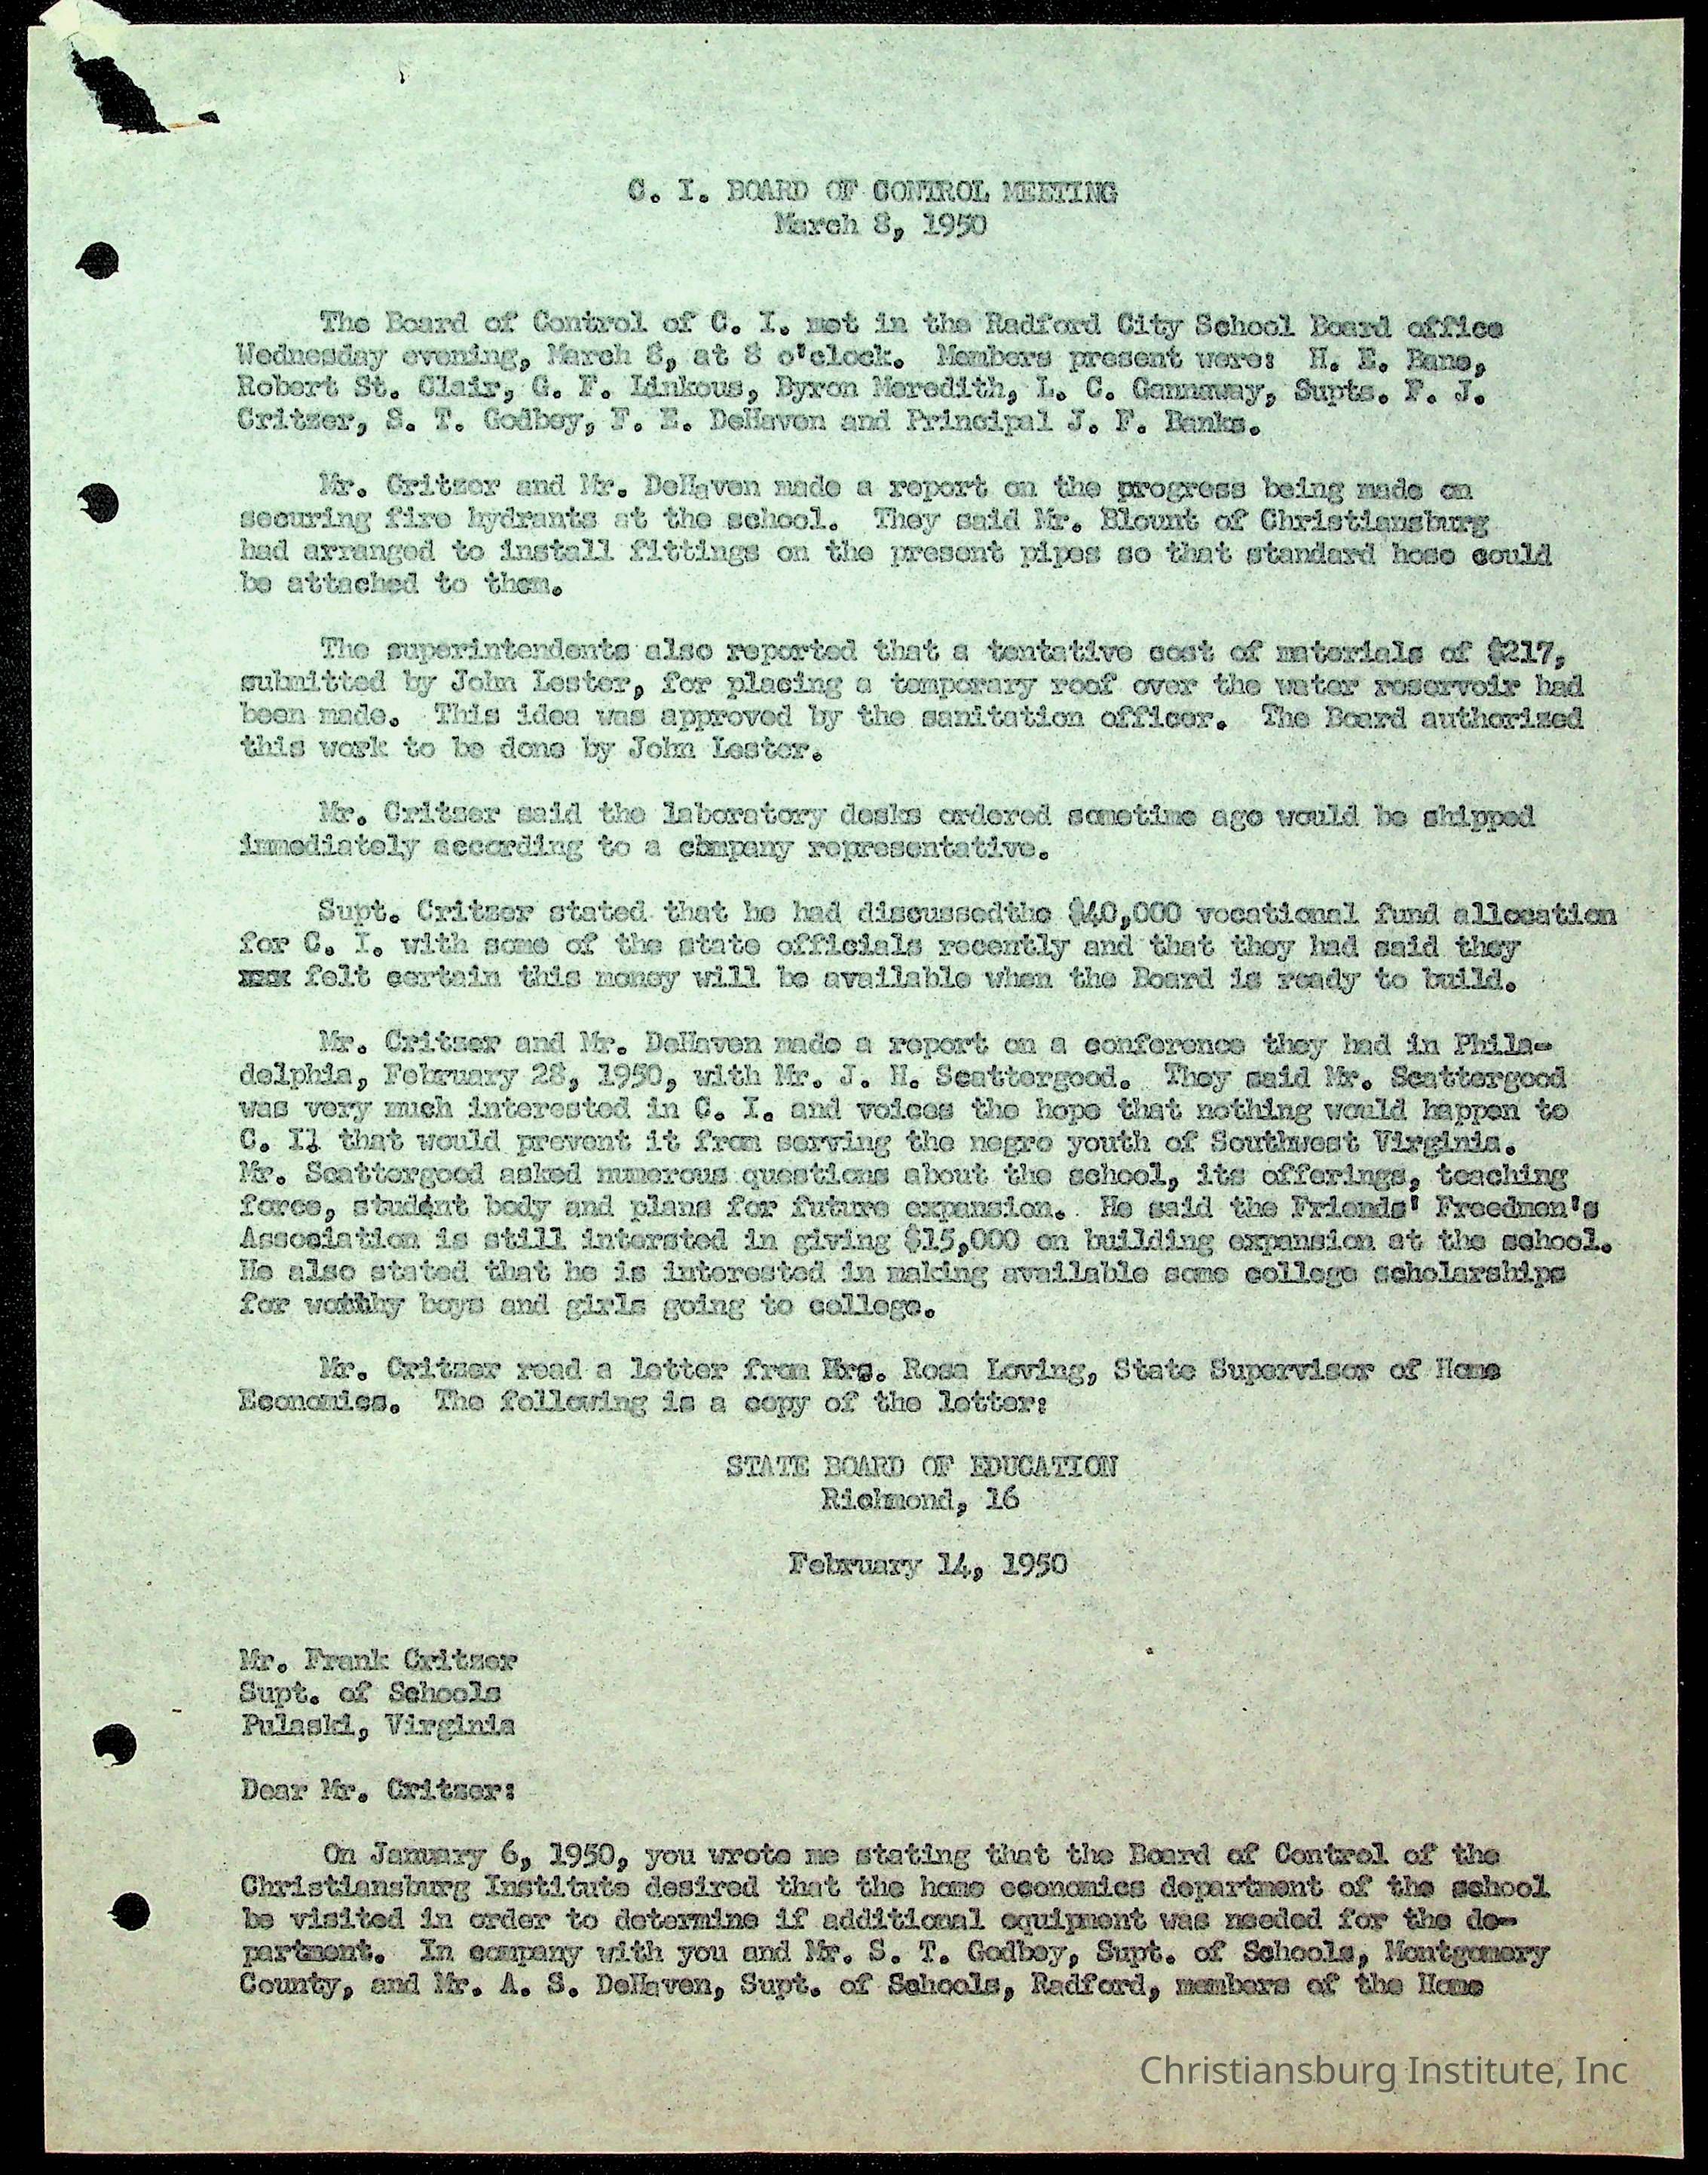 C. I. BOARD OF CONTROL MEETING
March 8, 1950
The Board of Control of C. I. met in the Radford City School Board office
Wednesday evening, March 8, at 8 o'clock. Members present were: H. E. Bane,
Robert St. Clair, G. F. Linkous, Byron Meredith, L. C. Gannaway, Supts. F. J.
Critzer, S. T. Godbey, F. E. DeHaven and Principal J. F. Banks.
Mr. Critzer and Mr. DeHaven made a report on the progress being made on
securing fire hydrants at the school. They said Mr. Blount of Christiansburg
had arranged to install fittings on the present pipes so that standard hose could
be attached to them.
The superintendents also reported that a tentative cost of materials of $217,
submitted by John Lester, for placing a temporary roof over the water reservoir had
been made. This idea was approved by the sanitation officer. The Board authorized
this work to be done by John Lester.
Mr. Critzer said the laboratory desks ordered sometime ago would be shipped
immediately according to a company representative.
Supt. Critzer stated that he had discussedthe $40,000 vocational fund allocation
for C. I. with some of the state officials recently and that they had said they
xxx felt certain this money will be available when the Board is ready to build.
Mr. Critzer and Mr. DeHaven made a report on a conference they had in Phila-
delphia, February 28, 1950, with Mr. J. H. Scattergood. They said Mr. Scattergood
was very much interested in C. I. and voices the hope that nothing would happen to
C. I. that would prevent it from serving the negro youth of Southwest Virginia.
Mr. Scattergood asked numerous questions about the school, its offerings, teaching
force, student body and plans for future expansion. He said the Friends' Freedmen's
Association is still intersted in giving $15,000 on building expansion at the school.
He also stated that he is interested in making available some college scholarships
for worthy boys and girls going to college.
Mr. Critzer read a letter from Mrs. Rosa Loving, State Supervisor of Home
Economics. The following is a copy of the letter:
STATE BOARD OF EDUCATION
Richmond, 16
February 14, 1950
Mr. Frank Critzer
Supt. of Schools
Pulaski, Virginia
Dear Mr. Critzer:
On January 6, 1950, you wrote me stating that the Board of Control of the
Christiansburg Institute desired that the home economics department of the school
be visited in order to determine if additional equipment was needed for the de-
partment. In company with you and Mr. S. T. Godbey, Supt. of Schools, Montgomery
County, and Mr. A. S. DeHaven, Supt. of Schools, Radford, members of the Home
Christiansburg Institute, Inc